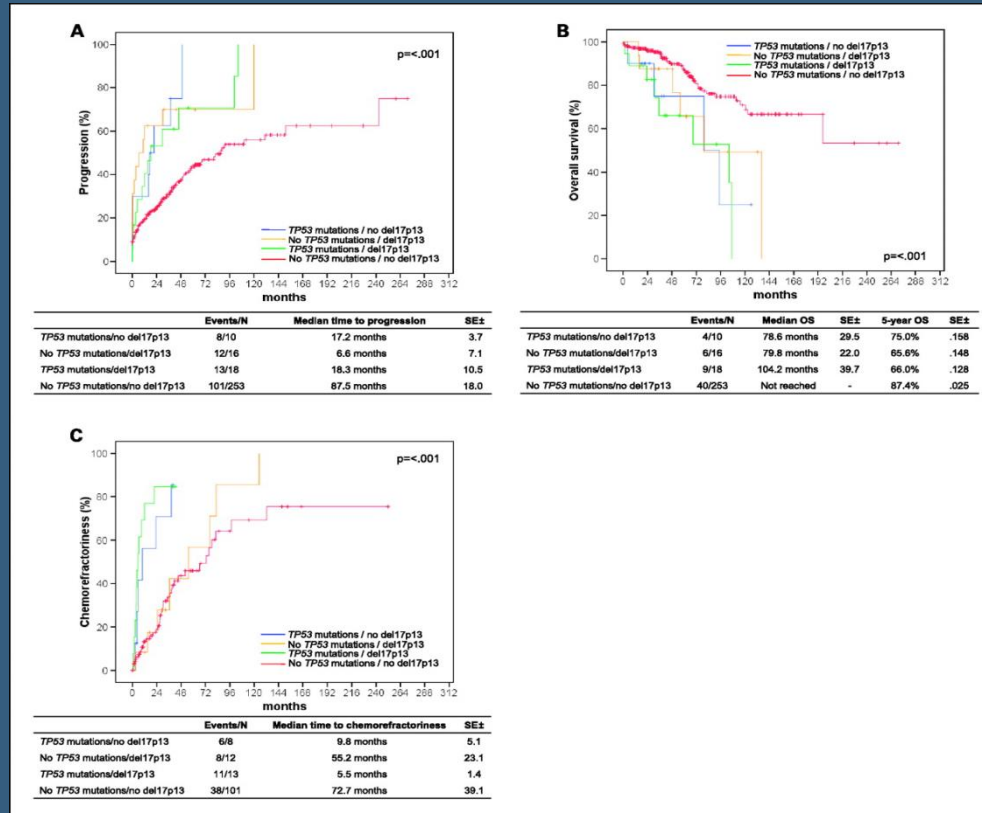 A
p=<.001
Progression (%)
100
80
60
40
20
0
TP53 mutations / no del17p13
No TP53 mutations / del17p13
TP53 mutations / del17p13
No TP53 mutations / no del17p13
0 24 48 72 96 120 144 168 192 216 240 264 288 312
months
Events/N Median time to progression SE±
TP53 mutations/no del17p13 8/10 17.2 months 3.7
No TP53 mutations/del17p13 12/16 6.6 months 7.1
TP53 mutations/del17p13 13/18 18.3 months 10.5
No TP53 mutations/no del17p13 101/253 87.5 months 18.0
B
TP53 mutations / no del17p13
No TP53 mutations / del17p13
TP53 mutations / del17p13
No TP53 mutations / no del17p13
Overall survival (%)
100
80
60
40
20
0
p=<.001
0 24 48 72 96 120 144 168 192 216 240 264 288 312
months
Events/N Median OS SE± 5-year OS SE±
TP53 mutations/no del17p13 4/10 78.6 months 29.5 75.0% .158
No TP53 mutations/del17p13 6/16 79.8 months 22.0 65.6% .148
TP53 mutations/del17p13 9/18 104.2 months 39.7 66.0% .128
No TP53 mutations/no del17p13 40/253 Not reached - 87.4% .025
C
p=<.001
Chemorefractoriness (%)
100
80
60
40
20
0
TP53 mutations / no del17p13
No TP53 mutations / del17p13
TP53 mutations / del17p13
No TP53 mutations / no del17p13
0 24 48 72 96 120 144 168 192 216 240 264 288 312
months
Events/N Median time to chemorefractoriness SE±
TP53 mutations/no del17p13 6/8 9.8 months 5.1
No TP53 mutations/del17p13 8/12 55.2 months 23.1
TP53 mutations/del17p13 11/13 5.5 months 1.4
No TP53 mutations/no del17p13 38/101 72.7 months 39.1